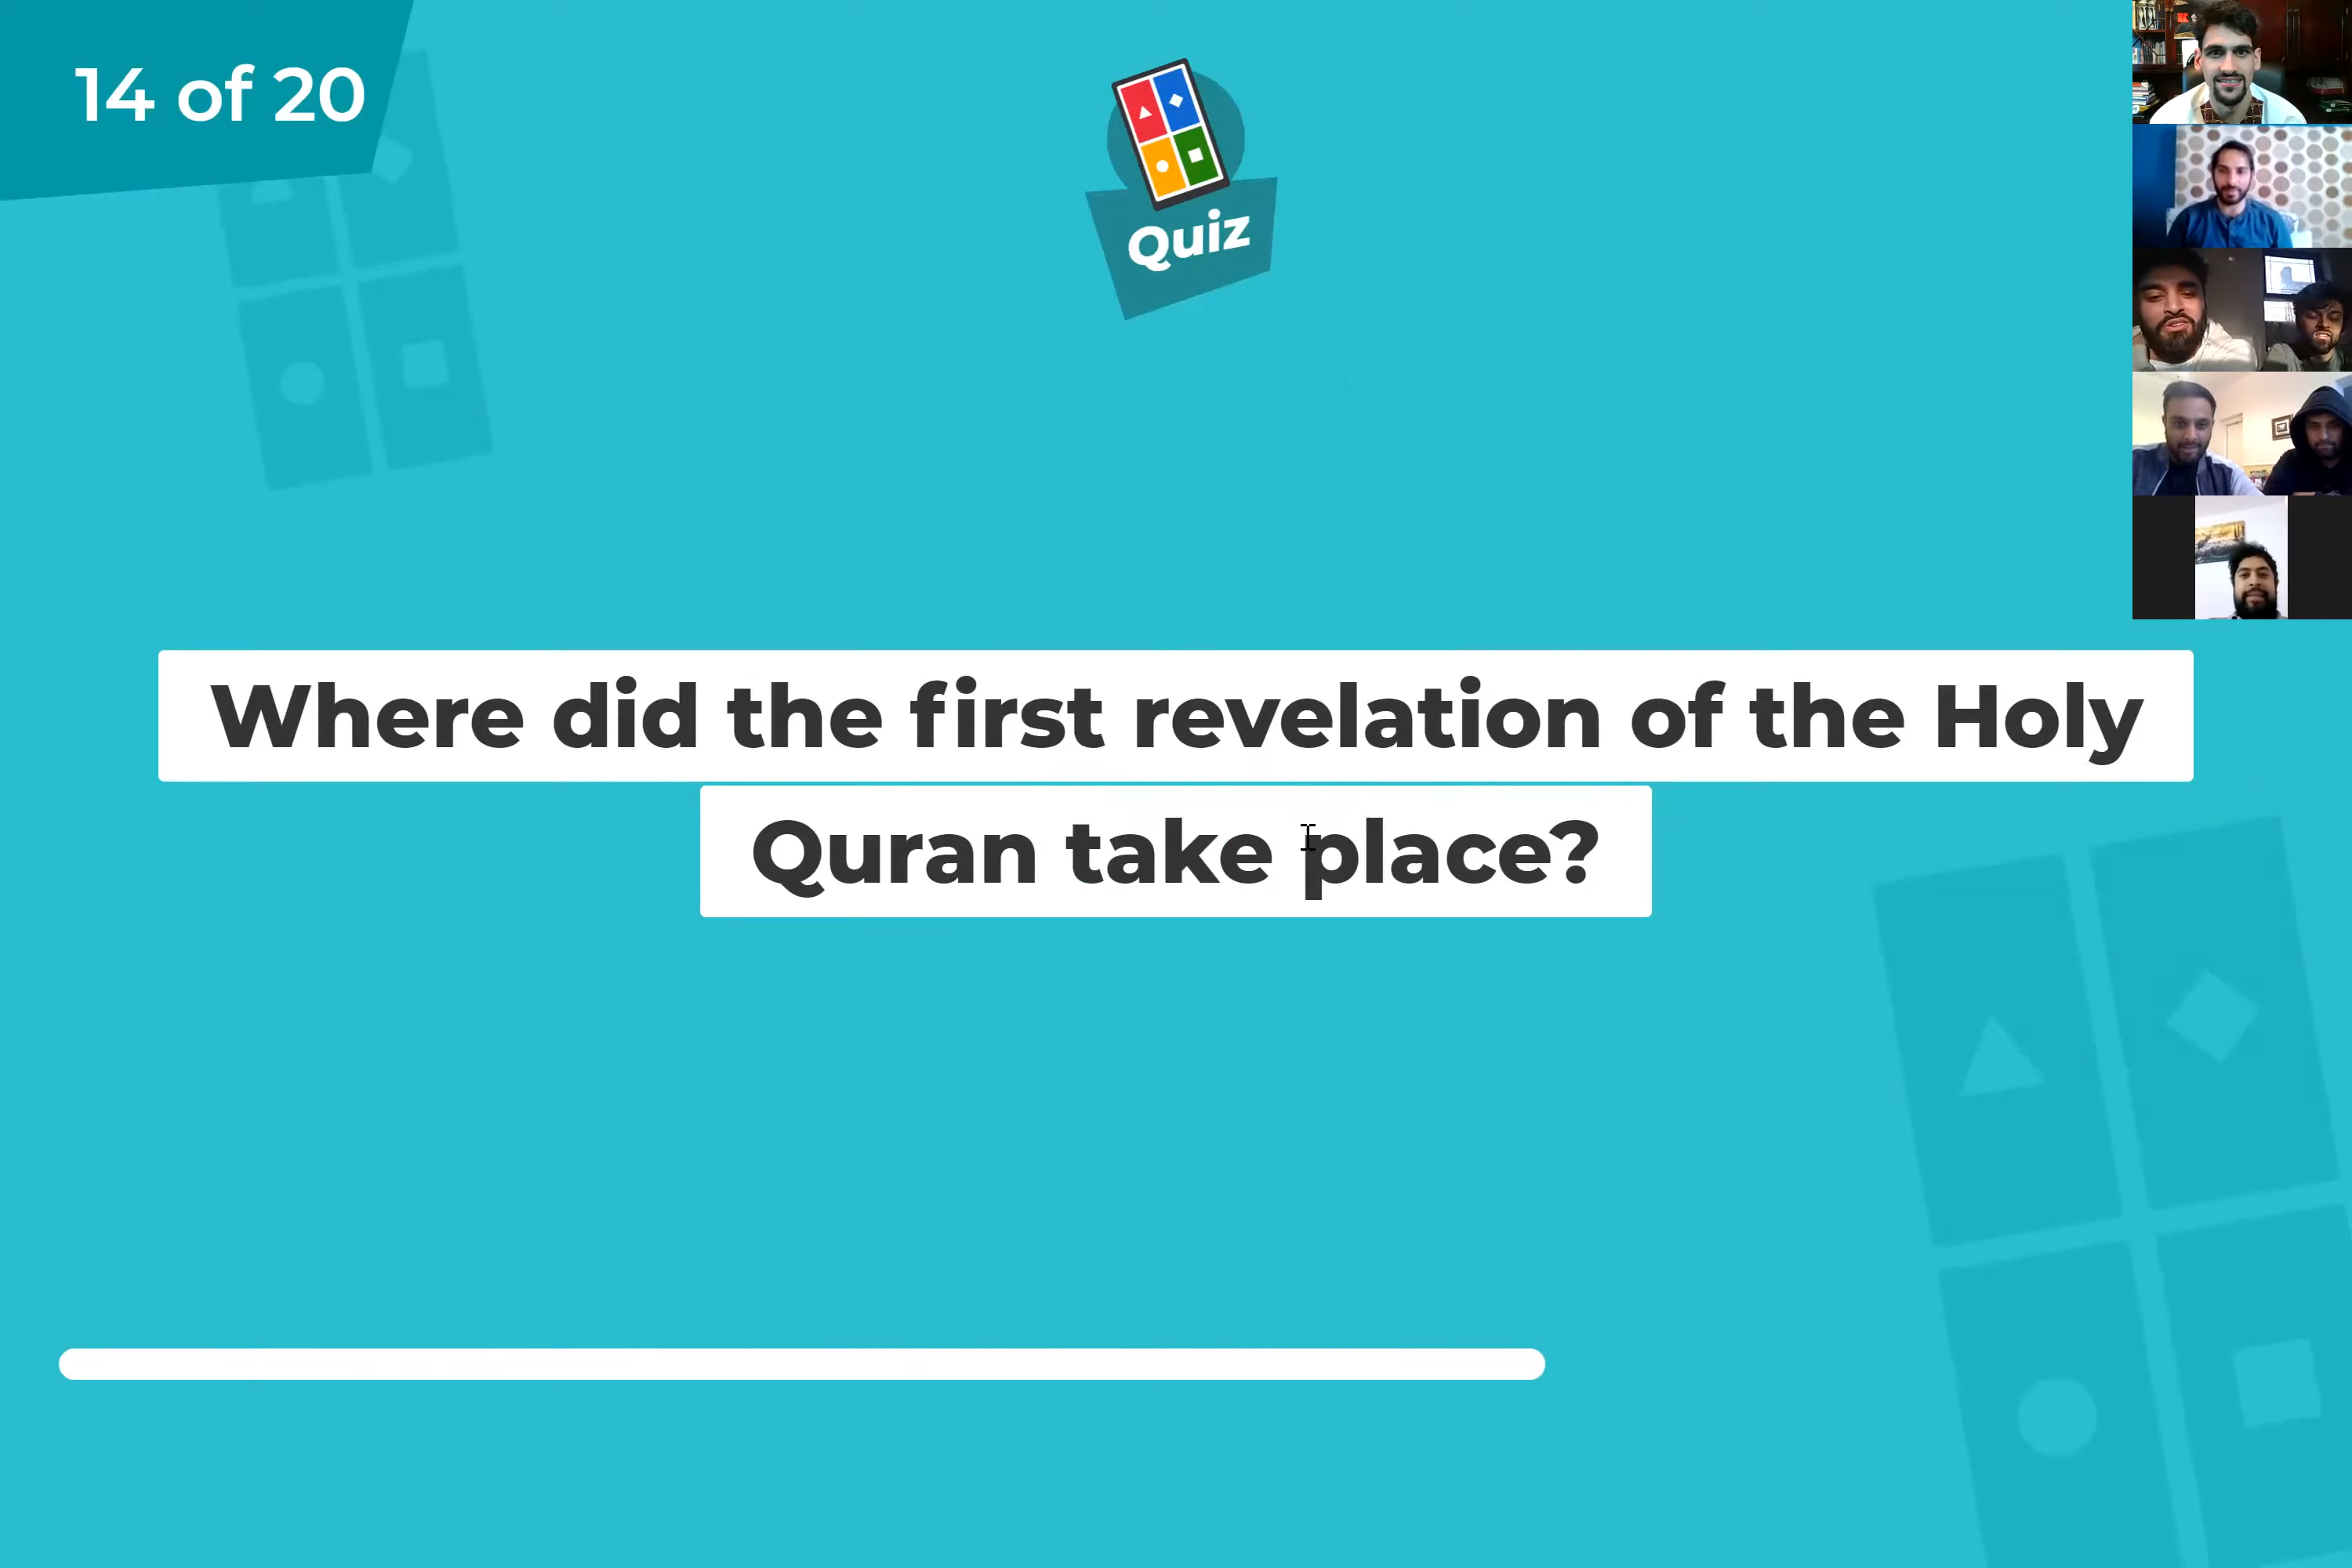 14 of 20
Quiz
Where did the first revelation of the Holy
Quran take place?